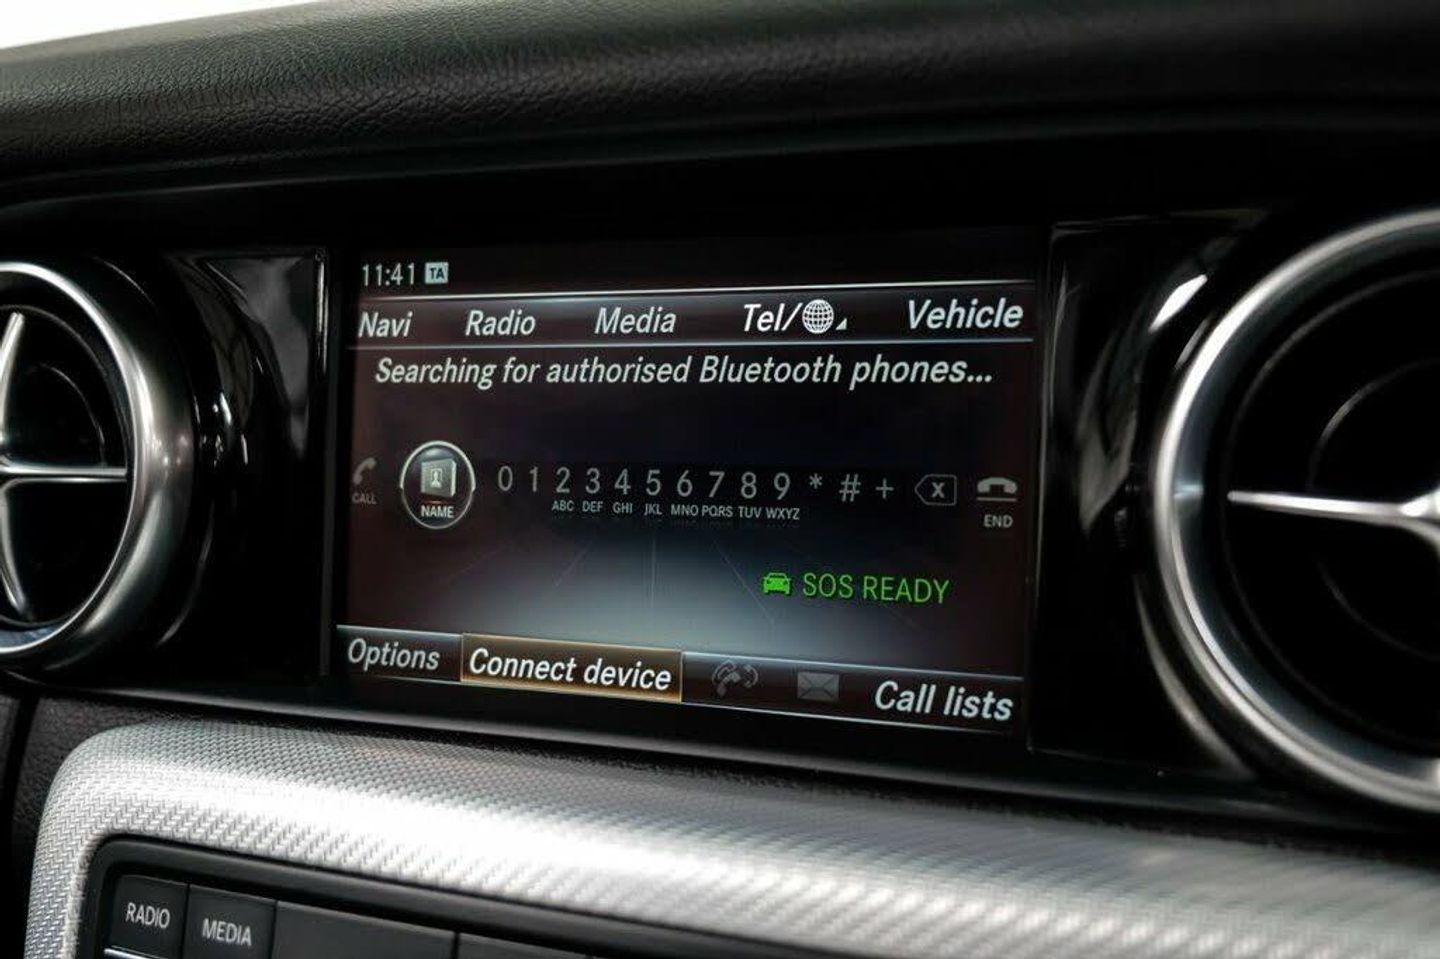 11:41 TA
Navi Radio Media Tel/ Vehicle
Searching for authorised Bluetooth phones...
CALL NAME 0 1 2 3 4 5 6 7 8 9 * # + X END
ABC DEF GHI JKL MNO PQRS TUV WXYZ
SOS READY
Options Connect device Call lists
RADIO MEDIA